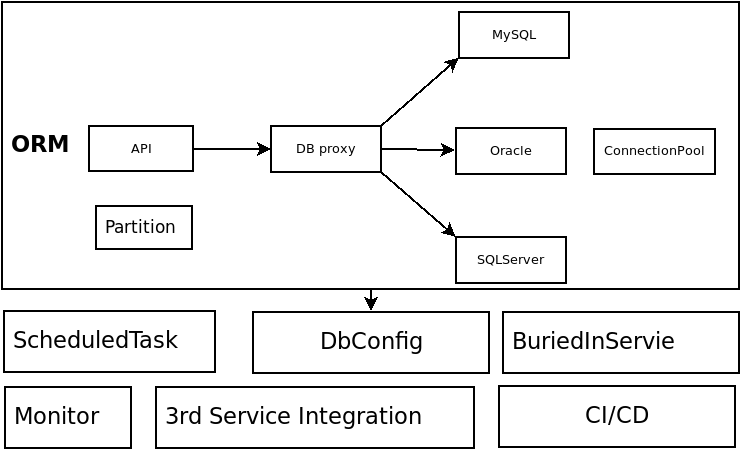 MySQL
ORM
API
DB proxy
Oracle
ConnectionPool
Partition
SQLServer
ScheduledTask
DbConfig
BuriedInServie
Monitor
3rd Service Integration
CI/CD